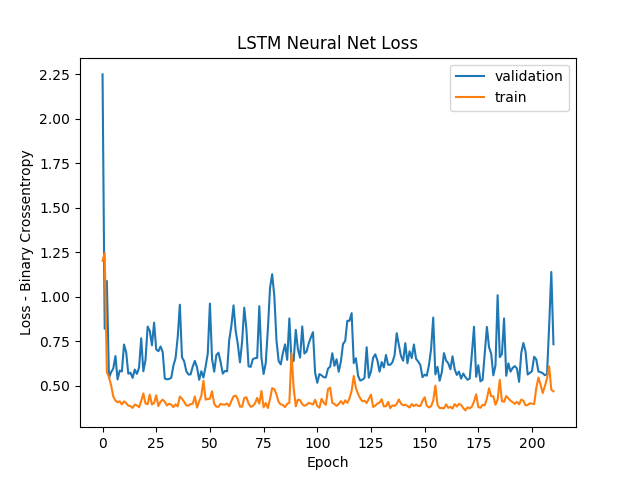 LSTM Neural Net Loss
validation
train
Loss - Binary Crossentropy
2.25
2.00
1.75
1.50
1.25
1.00
0.75
0.50
0 25 50 75 100 125 150 175 200
Epoch